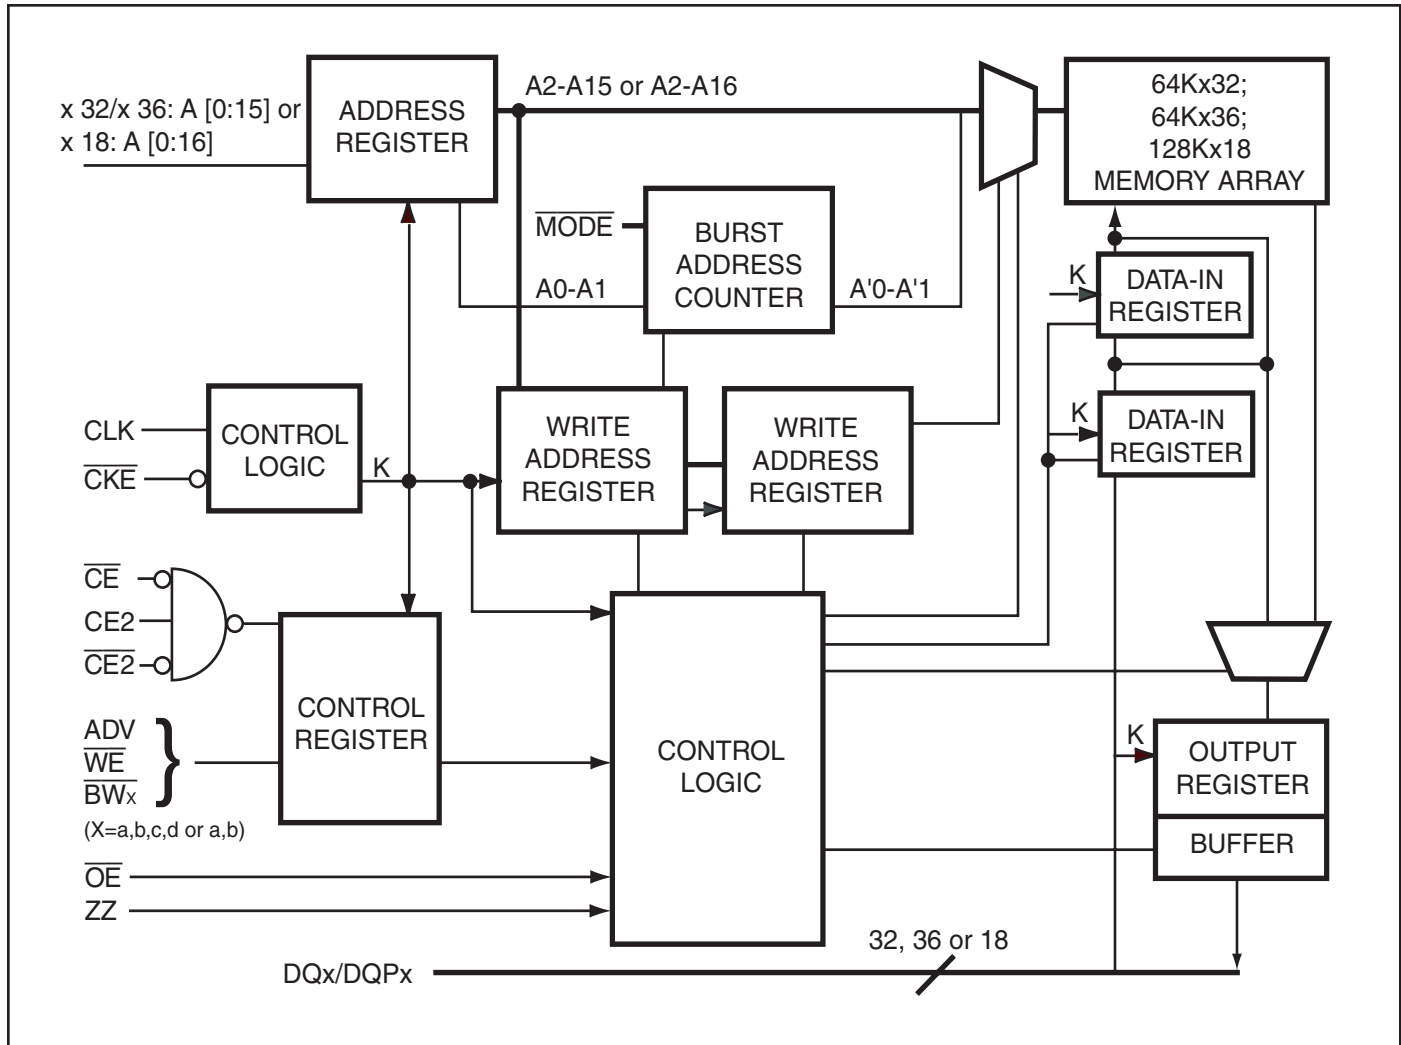 x 32/x 36: A [0:15] or
x 18: A [0:16]
ADDRESS
REGISTER
A2-A15 or A2-A16
64Kx32;
64Kx36;
128Kx18
MEMORY ARRAY
MODE
BURST
ADDRESS
COUNTER
A0-A1
A'0-A'1
K
DATA-IN
REGISTER
K
DATA-IN
REGISTER
CLK
CKE
CONTROL
LOGIC
K
WRITE
ADDRESS
REGISTER
WRITE
ADDRESS
REGISTER
CE
CE2
CE2
ADV
WE
BWX
}
(X=a,b,c,d or a,b)
CONTROL
REGISTER
CONTROL
LOGIC
K
OUTPUT
REGISTER
BUFFER
OE
ZZ
32, 36 or 18
DQx/DQPx